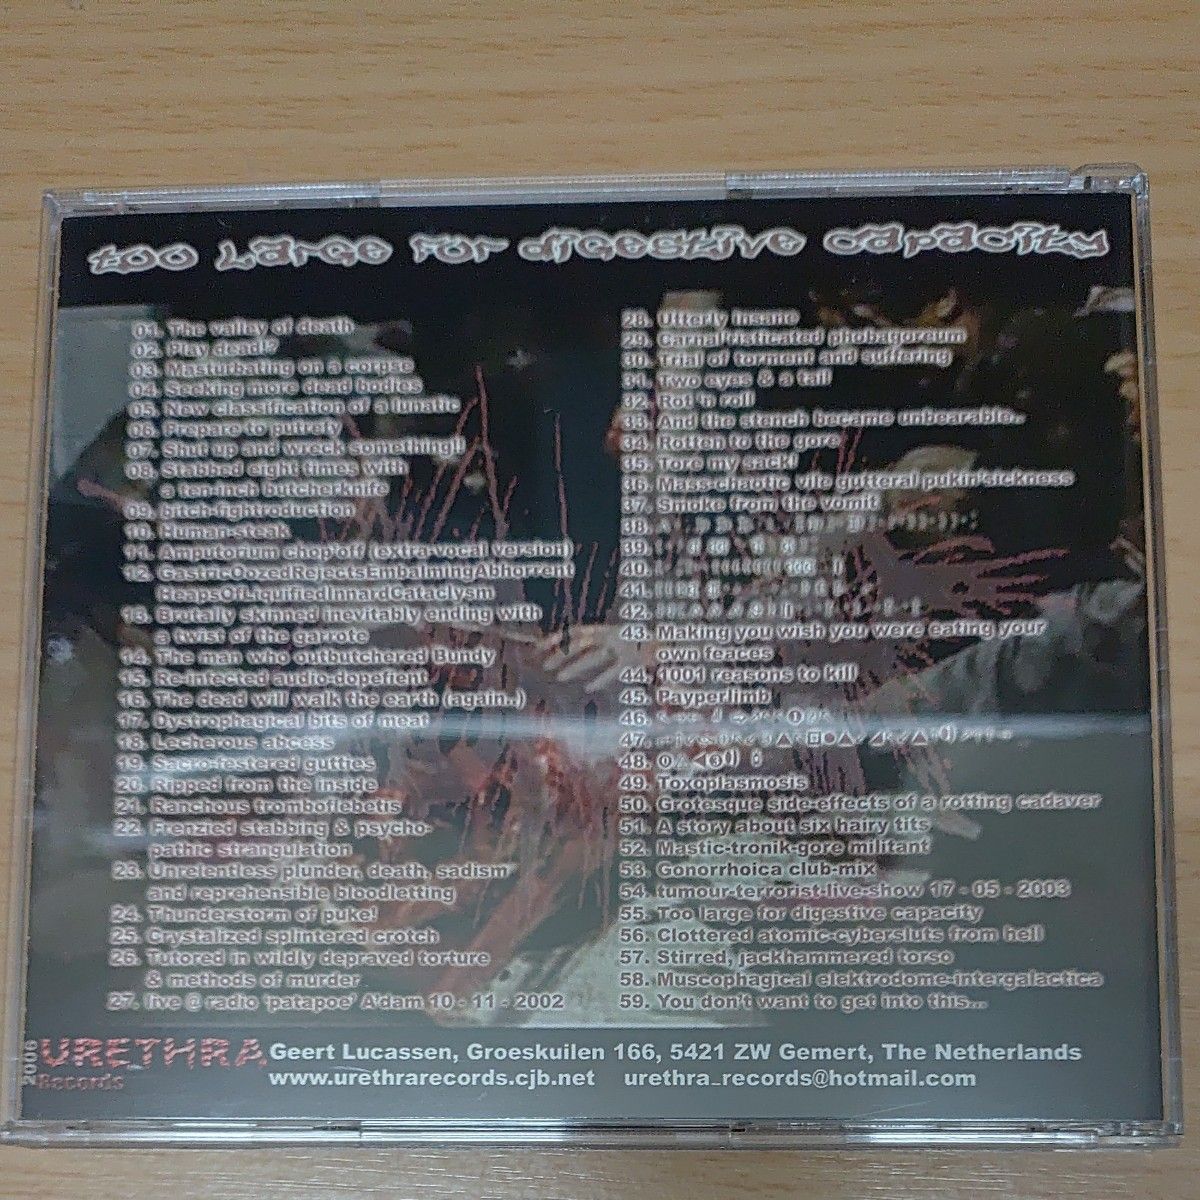 too Large for digestive capacity
01. The valley of death
02. Play dead!?
03. Masturbating on a corpse
04. Seeking more dead bodies
05. New classification of a lunatic
06. Prepare to putrefy
07. Shut up and wreck something!
08. Stabbed eight times with
a ten-inch butcherknife
09. Bitch-fightroduction
10. Human-steak
11. Amputorium chop'off (extra-vocal version)
12. GastricOozedRejectsEmbalmingAbhorrent
HeapsOfLiquifiedInnardCataclysm
13. Brutally skinned inevitably ending with
a twist of the garrote
14. The man who outbutchered Bundy
15. Re-infected audio-dopefient
16. The dead will walk the earth (again..)
17. Dystrophagical bits of meat
18. Lecherous abcess
19. Sacro-festered gutties
20. Ripped from the inside
21. Ranchous tromboflebetis
22. Frenzied stabbing & psycho-
pathic strangulation
23. Unrelentless plunder, death, sadism
and reprehensible bloodletting
24. Thunderstorm of puke!
25. Crystalized splintered crotch
26. Tutored in wildly depraved torture
& methods of murder
27. live @ radio 'patapoe' A'dam 10 - 11 - 2002
28. Utterly insane
29. Carnal risticated phobagoreum
30. Trial of torment and suffering
31. Two eyes & a tail
32. Rot 'n roll
33. And the stench became unbearable..
34. Rotten to the gore
35. Tore my sack!
36. Mass-chaotic vile gutteral pukin'sickness
37. Smoke from the vomit
38.
39.
40.
41.
42.
43. Making you wish you were eating your
own feaces
44. 1001 reasons to kill
45. Payperlimb
46.
47.
48.
49. Toxoplasmosis
50. Grotesque side-effects of a rotting cadaver
51. A story about six hairy tits
52. Mastic-tronik-gore militant
53. Gonorrhoica club-mix
54. tumour-terrorist-live-show 17 - 05 - 2003
55. Too large for digestive capacity
56. Clottered atomic-cybersluts from hell
57. Stirred, jackhammered torso
58. Muscophagical elektrodome-intergalactica
59. You don't want to get into this...
2006
URETHRA
Records
Geert Lucassen, Groeskuilen 166, 5421 ZW Gemert, The Netherlands
www.urethrarecords.cjb.net urethra_records@hotmail.com